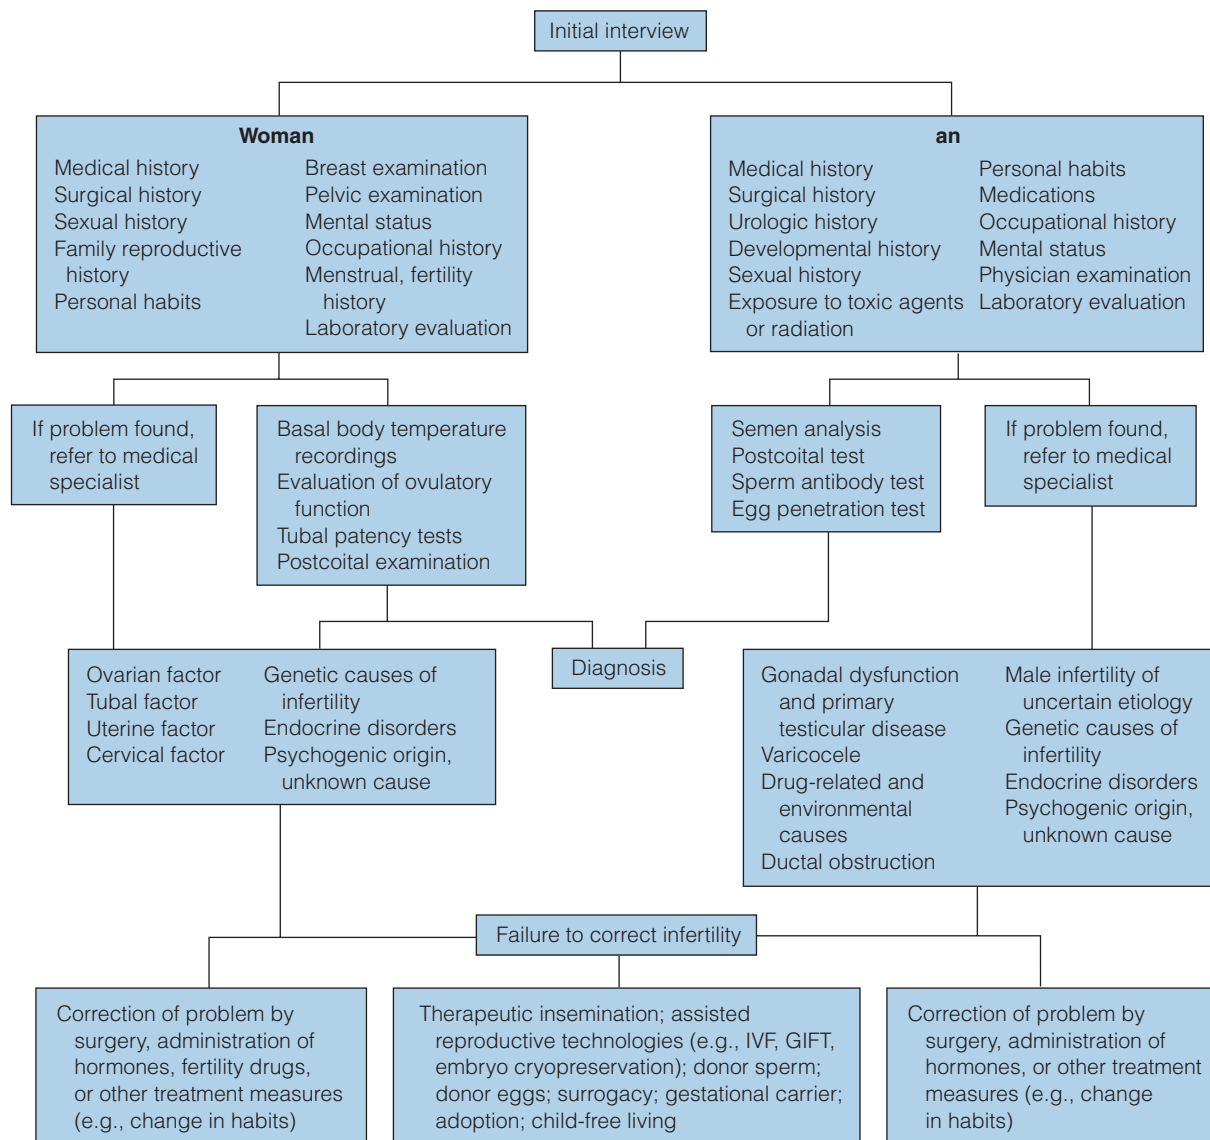 Initial interview
Woman
Medical history
Surgical history
Sexual history
Family reproductive
history
Personal habits
Breast examination
Pelvic examination
Mental status
Occupational history
Menstrual, fertility
history
Laboratory evaluation
an
Medical history
Surgical history
Urologic history
Developmental history
Sexual history
Exposure to toxic agents
or radiation
Personal habits
Medications
Occupational history
Mental status
Physician examination
Laboratory evaluation
If problem found,
refer to medical
specialist
Basal body temperature
recordings
Evaluation of ovulatory
function
Tubal patency tests
Postcoital examination
Semen analysis
Postcoital test
Sperm antibody test
Egg penetration test
If problem found,
refer to medical
specialist
Ovarian factor
Tubal factor
Uterine factor
Cervical factor
Genetic causes of
infertility
Endocrine disorders
Psychogenic origin,
unknown cause
Diagnosis
Gonadal dysfunction
and primary
testicular disease
Varicocele
Drug-related and
environmental
causes
Ductal obstruction
Male infertility of
uncertain etiology
Genetic causes of
infertility
Endocrine disorders
Psychogenic origin,
unknown cause
Failure to correct infertility
Correction of problem by
surgery, administration of
hormones, fertility drugs,
or other treatment measures
(e.g., change in habits)
Therapeutic insemination; assisted
reproductive technologies (e.g., IVF, GIFT,
embryo cryopreservation); donor sperm;
donor eggs; surrogacy; gestational carrier;
adoption; child-free living
Correction of problem by
surgery, administration of
hormones, or other treatment
measures (e.g., change
in habits)